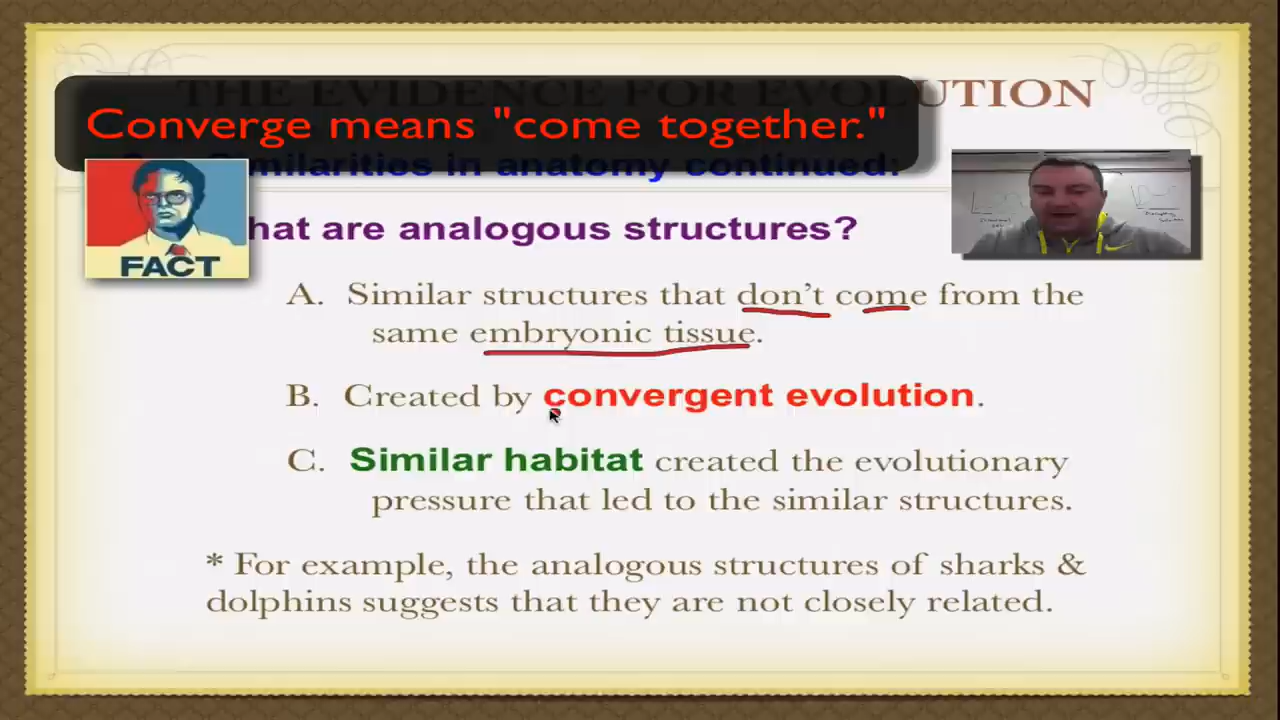 THE EVIDENCE FOR EVOLUTION
Converge means "come together."
Similarities in anatomy continued:
hat are analogous structures?
FACT
A. Similar structures that don't come from the
same embryonic tissue.
B. Created by convergent evolution.
C. Similar habitat created the evolutionary
pressure that led to the similar structures.
* For example, the analogous structures of sharks &
dolphins suggests that they are not closely related.